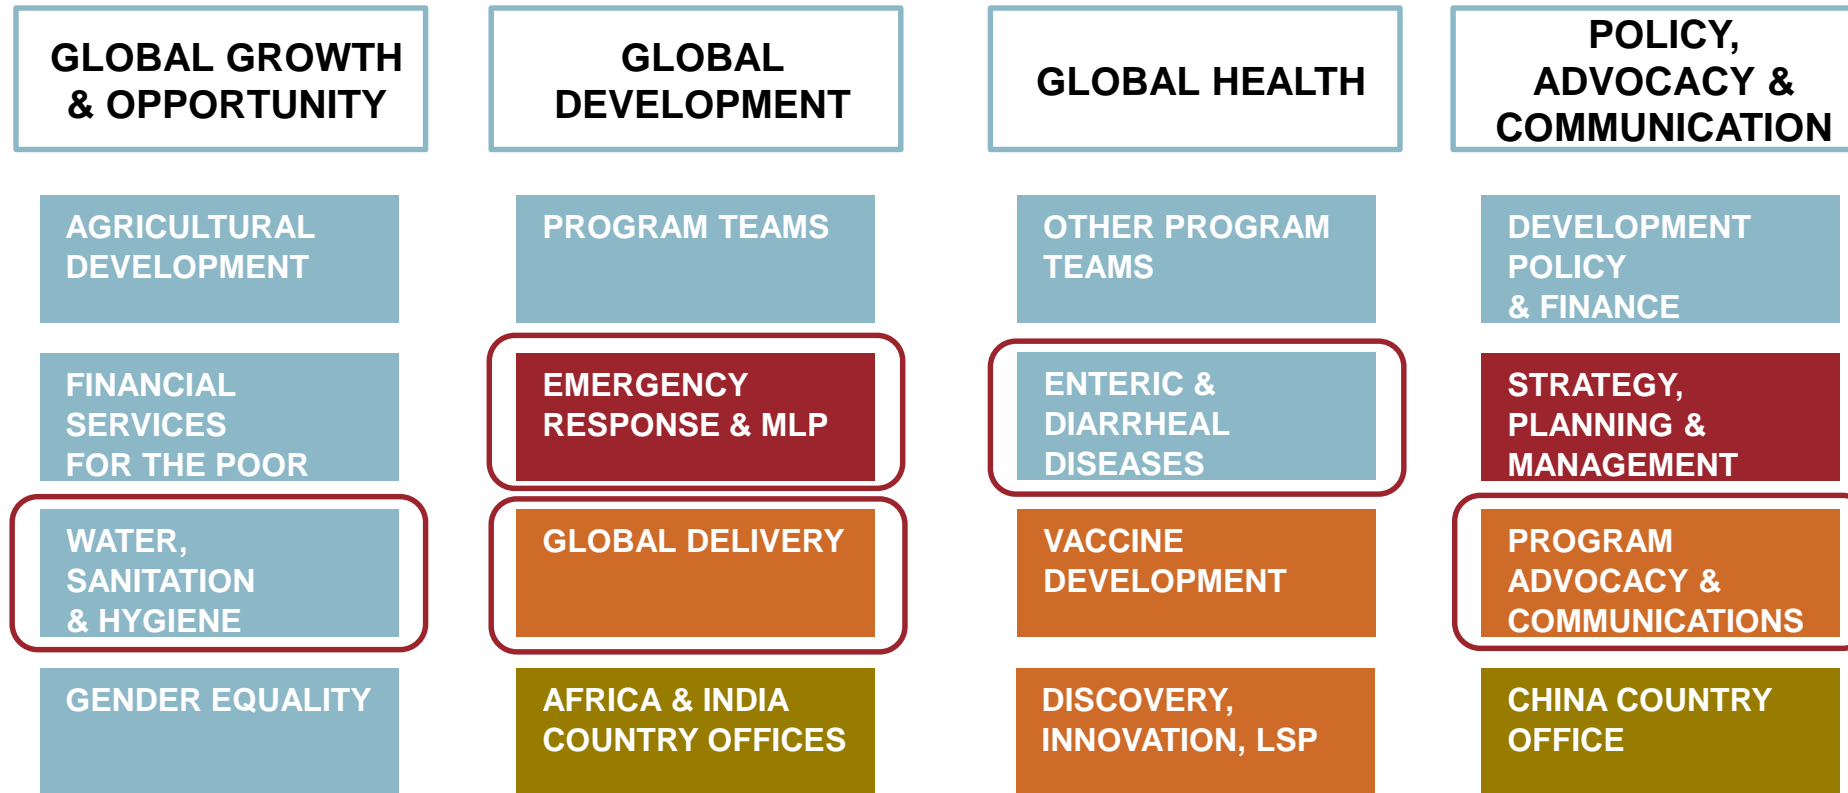 GLOBAL GROWTH
& OPPORTUNITY
GLOBAL
DEVELOPMENT
GLOBAL HEALTH
POLICY,
ADVOCACY &
COMMUNICATION
AGRICULTURAL
DEVELOPMENT
PROGRAM TEAMS
OTHER PROGRAM
TEAMS
DEVELOPMENT
POLICY
& FINANCE
FINANCIAL
SERVICES
FOR THE POOR
EMERGENCY
RESPONSE & MLP
ENTERIC &
DIARRHEAL
DISEASES
STRATEGY,
PLANNING &
MANAGEMENT
WATER,
SANITATION
& HYGIENE
GLOBAL DELIVERY
VACCINE
DEVELOPMENT
PROGRAM
ADVOCACY &
COMMUNICATIONS
GENDER EQUALITY
AFRICA & INDIA
COUNTRY OFFICES
DISCOVERY,
INNOVATION, LSP
CHINA COUNTRY
OFFICE